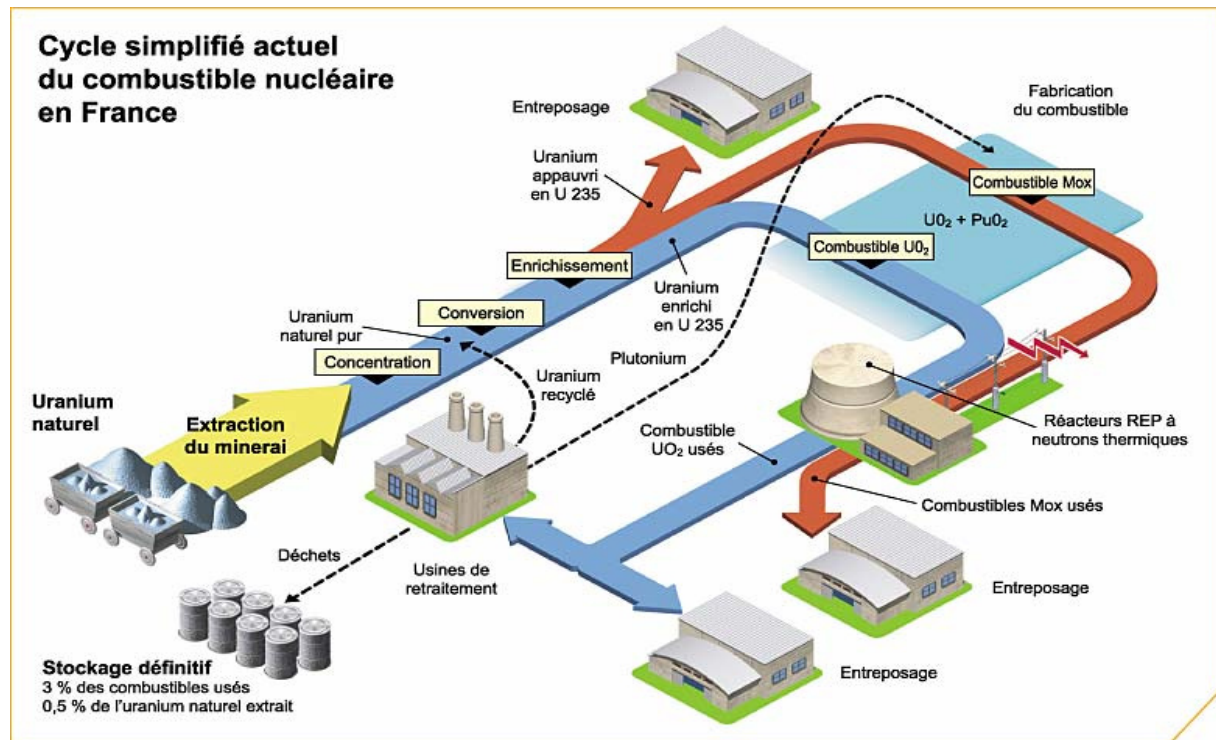 Cycle simplifié actuel
du combustible nucléaire
en France
Entreposage
Fabrication
du combustible
Uranium
appauvri
en U 235
Combustible Mox
U0₂ + Pu0₂
Combustible U0₂
Enrichissement
Uranium
enrichi
en U 235
Uranium
naturel pur
Conversion
Concentration
Plutonium
Uranium
recyclé
Uranium
naturel
Extraction
du minerai
Réacteurs REP à
neutrons thermiques
Combustible
UO₂ usés
Combustibles Mox usés
Déchets
Usines de
retraitement
Entreposage
Entreposage
Stockage définitif
3 % des combustibles usés
0,5 % de l'uranium naturel extrait